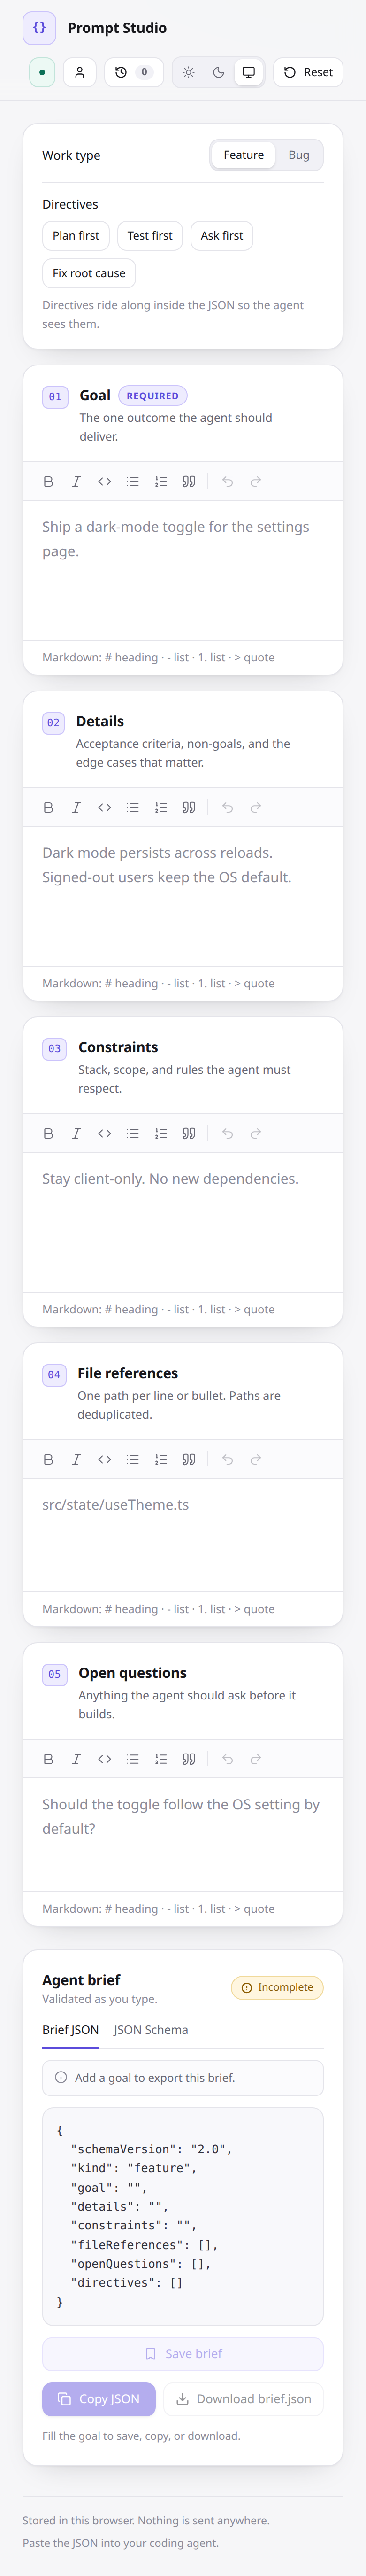 {} Prompt Studio
0 Reset
Work type Feature Bug
Directives
Plan first Test first Ask first
Fix root cause
Directives ride along inside the JSON so the agent
sees them.
01 Goal REQUIRED
The one outcome the agent should
deliver.
B I
Ship a dark-mode toggle for the settings
page.
Markdown: # heading · - list · 1. list · > quote
02 Details
Acceptance criteria, non-goals, and the
edge cases that matter.
B I
Dark mode persists across reloads.
Signed-out users keep the OS default.
Markdown: # heading · - list · 1. list · > quote
03 Constraints
Stack, scope, and rules the agent must
respect.
B I
Stay client-only. No new dependencies.
Markdown: # heading · - list · 1. list · > quote
04 File references
One path per line or bullet. Paths are
deduplicated.
B I
src/state/useTheme.ts
Markdown: # heading · - list · 1. list · > quote
05 Open questions
Anything the agent should ask before it
builds.
B I
Should the toggle follow the OS setting by
default?
Markdown: # heading · - list · 1. list · > quote
Agent brief
Validated as you type.
Incomplete
Brief JSON JSON Schema
Add a goal to export this brief.
{
"schemaVersion": "2.0",
"kind": "feature",
"goal": "",
"details": "",
"constraints": "",
"fileReferences": [],
"openQuestions": [],
"directives": []
}
Save brief
Copy JSON Download brief.json
Fill the goal to save, copy, or download.
Stored in this browser. Nothing is sent anywhere.
Paste the JSON into your coding agent.